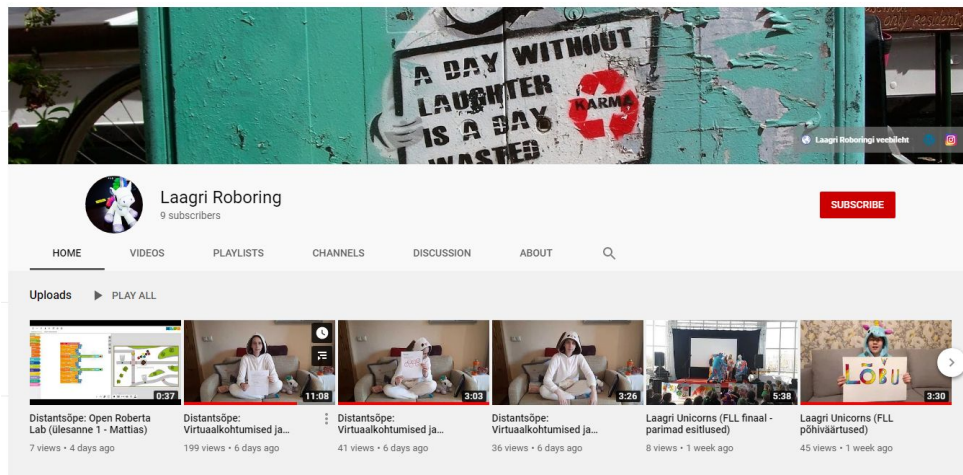 only Residents
A DAY WITHOUT
LAUGHTER
IS A DAY
WASTED
KARMA
Laagri Roboringi veebileht
Laagri Roboring
9 subscribers
SUBSCRIBE
HOME VIDEOS PLAYLISTS CHANNELS DISCUSSION ABOUT
Uploads PLAY ALL
0:37 11:08 3:03 3:26 5:38 3:30
LÕBU
Distantsõpe: Open Roberta
Lab (ülesanne 1 - Mattias)
7 views • 4 days ago
Distantsõpe:
Virtuaalkohtumised ja...
199 views • 6 days ago
Distantsõpe:
Virtuaalkohtumised ja...
41 views • 6 days ago
Distantsõpe:
Virtuaalkohtumised ja...
36 views • 6 days ago
Laagri Unicorns (FLL finaal -
parimad esitlused)
8 views • 1 week ago
Laagri Unicorns (FLL
põhiväärtused)
45 views • 1 week ago